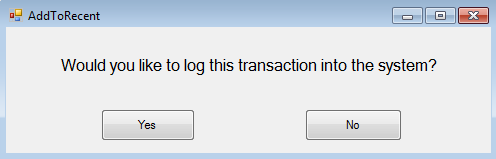 AddToRecent
Would you like to log this transaction into the system?
Yes
No